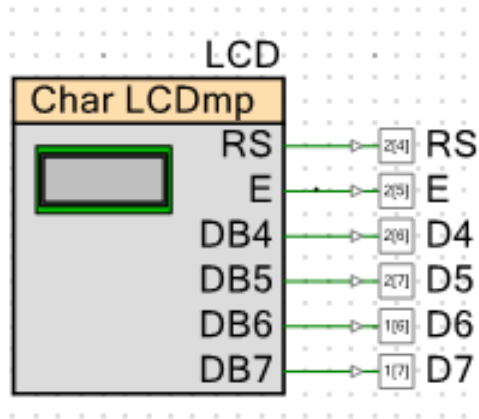 LCD
Char LCDmp
RS 2[4] RS
E 2[5] E
DB4 2[6] D4
DB5 2[7] D5
DB6 1[6] D6
DB7 1[7] D7